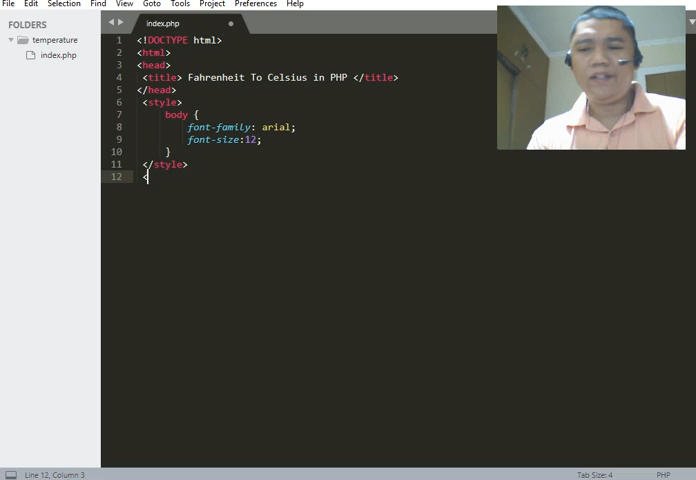 File Edit Selection Find View Goto Tools Project Preferences Help
FOLDERS
temperature
index.php
index.php
1 <!DOCTYPE html>
2 <html>
3 <head>
4 <title> Fahrenheit To Celsius in PHP </title>
5 </head>
6 <style>
7 body {
8 font-family: arial;
9 font-size:12;
10 }
11 </style>
12 <
Line 12, Column 3
Tab Size: 4
PHP